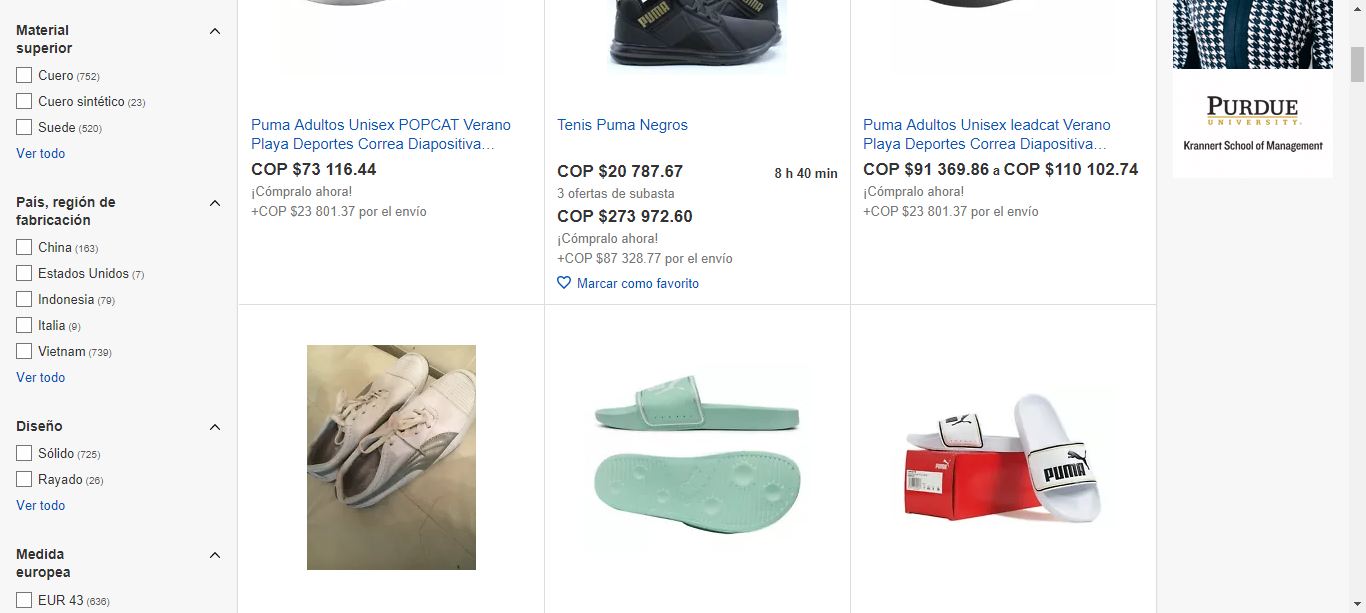 Material
superior
Cuero (752)
Cuero sintético (23)
Suede (520)
Ver todo
País, región de
fabricación
China (163)
Estados Unidos (7)
Indonesia (79)
Italia (9)
Vietnam (739)
Ver todo
Diseño
Sólido (725)
Rayado (26)
Ver todo
Medida
europea
EUR 43 (636)
PUMA
PUMA
Puma Adultos Unisex POPCAT Verano
Playa Deportes Correa Diapositiva…
COP $73 116.44
¡Cómpralo ahora!
+COP $23 801.37 por el envío
Tenis Puma Negros
COP $20 787.67
8 h 40 min
3 ofertas de subasta
COP $273 972.60
¡Cómpralo ahora!
+COP $87 328.77 por el envío
Marcar como favorito
Puma Adultos Unisex leadcat Verano
Playa Deportes Correa Diapositiva…
COP $91 369.86 a COP $110 102.74
¡Cómpralo ahora!
+COP $23 801.37 por el envío
PUMA
PUMA
PURDUE
UNIVERSITY.
Krannert School of Management